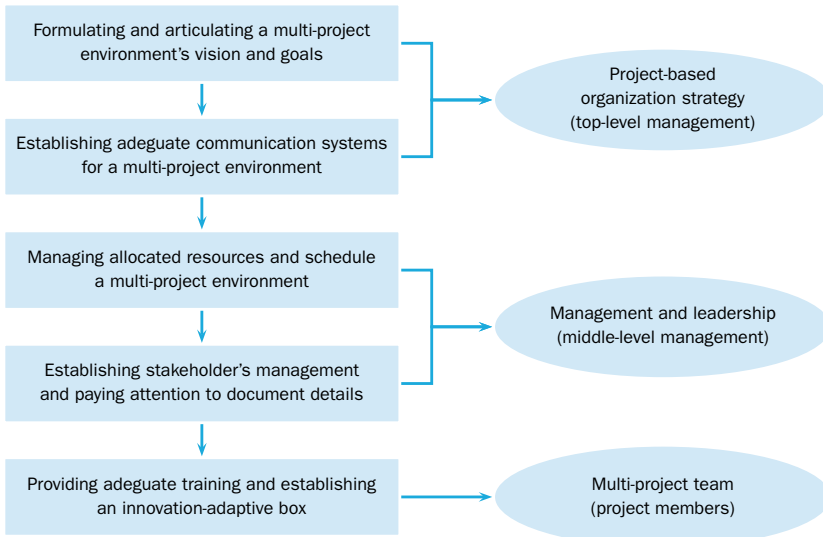 Formulating and articulating a multi-project
environment's vision and goals
Project-based
organization strategy
(top-level management)
Establishing adequate communication systems
for a multi-project environment
Managing allocated resources and schedule
a multi-project environment
Management and leadership
(middle-level management)
Establishing stakeholder's management
and paying attention to document details
Providing adequate training and establishing
an innovation-adaptive box
Multi-project team
(project members)